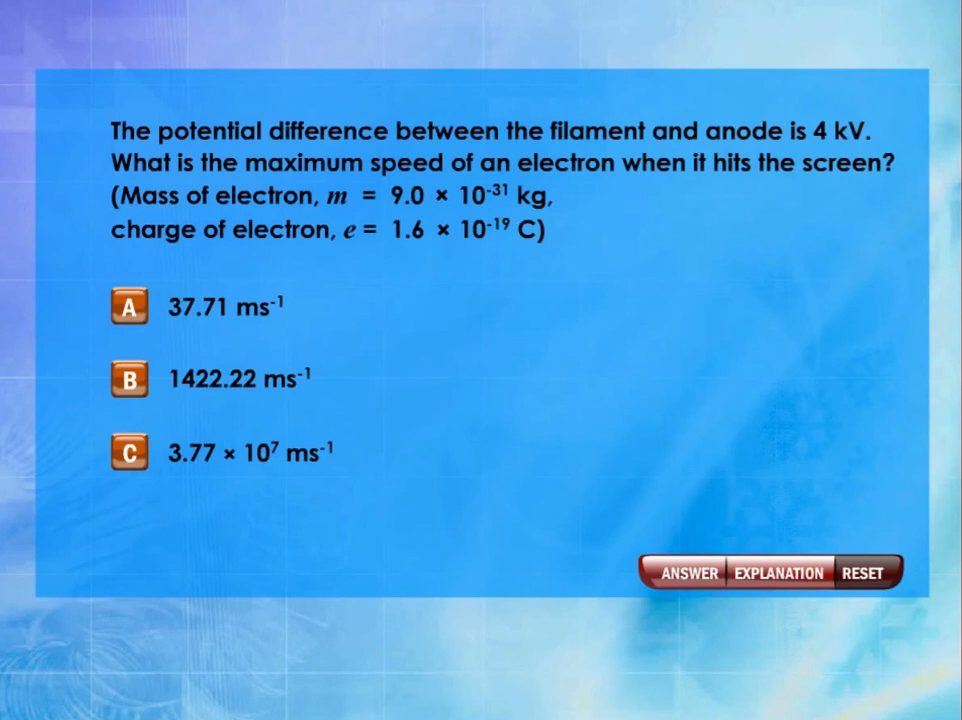 The potential difference between the filament and anode is 4 kV.
What is the maximum speed of an electron when it hits the screen?
(Mass of electron, m = 9.0 × 10⁻³¹ kg,
charge of electron, e = 1.6 × 10⁻¹⁹ C)
A 37.71 ms⁻¹
B 1422.22 ms⁻¹
C 3.77 × 10⁷ ms⁻¹
ANSWER EXPLANATION RESET